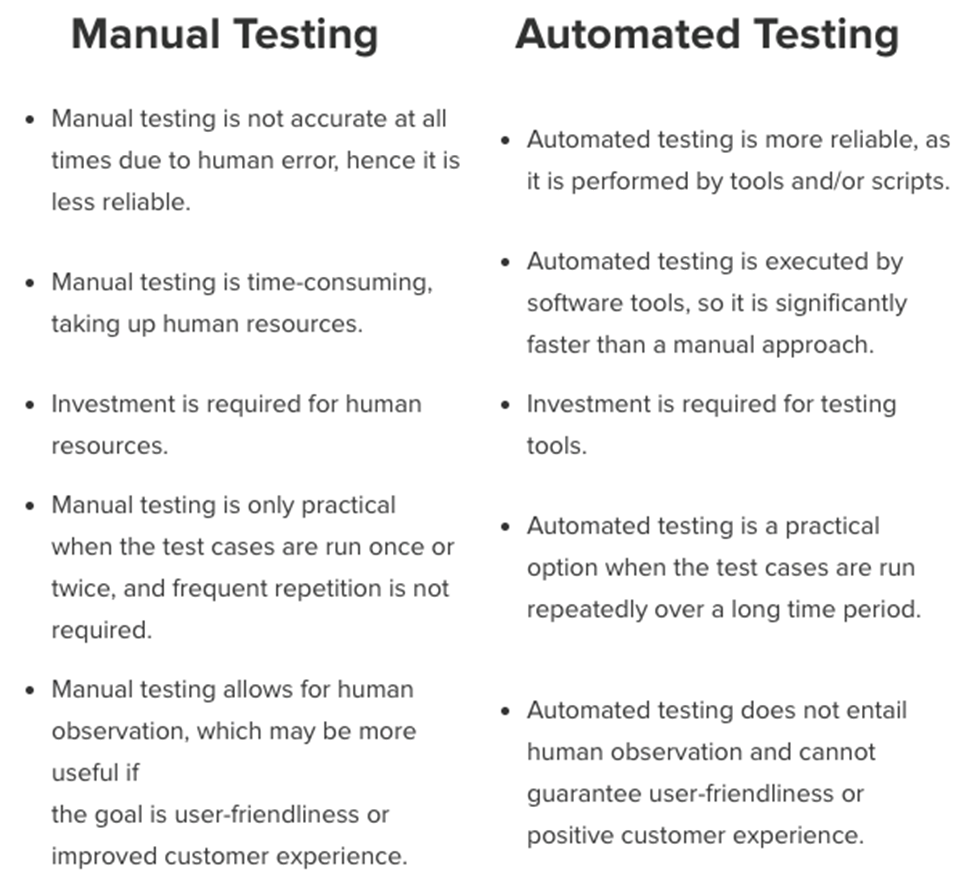 Manual Testing
• Manual testing is not accurate at all
times due to human error, hence it is
less reliable.
• Manual testing is time-consuming,
taking up human resources.
• Investment is required for human
resources.
• Manual testing is only practical
when the test cases are run once or
twice, and frequent repetition is not
required.
• Manual testing allows for human
observation, which may be more
useful if
the goal is user-friendliness or
improved customer experience.
Automated Testing
• Automated testing is more reliable, as
it is performed by tools and/or scripts.
• Automated testing is executed by
software tools, so it is significantly
faster than a manual approach.
• Investment is required for testing
tools.
• Automated testing is a practical
option when the test cases are run
repeatedly over a long time period.
• Automated testing does not entail
human observation and cannot
guarantee user-friendliness or
positive customer experience.